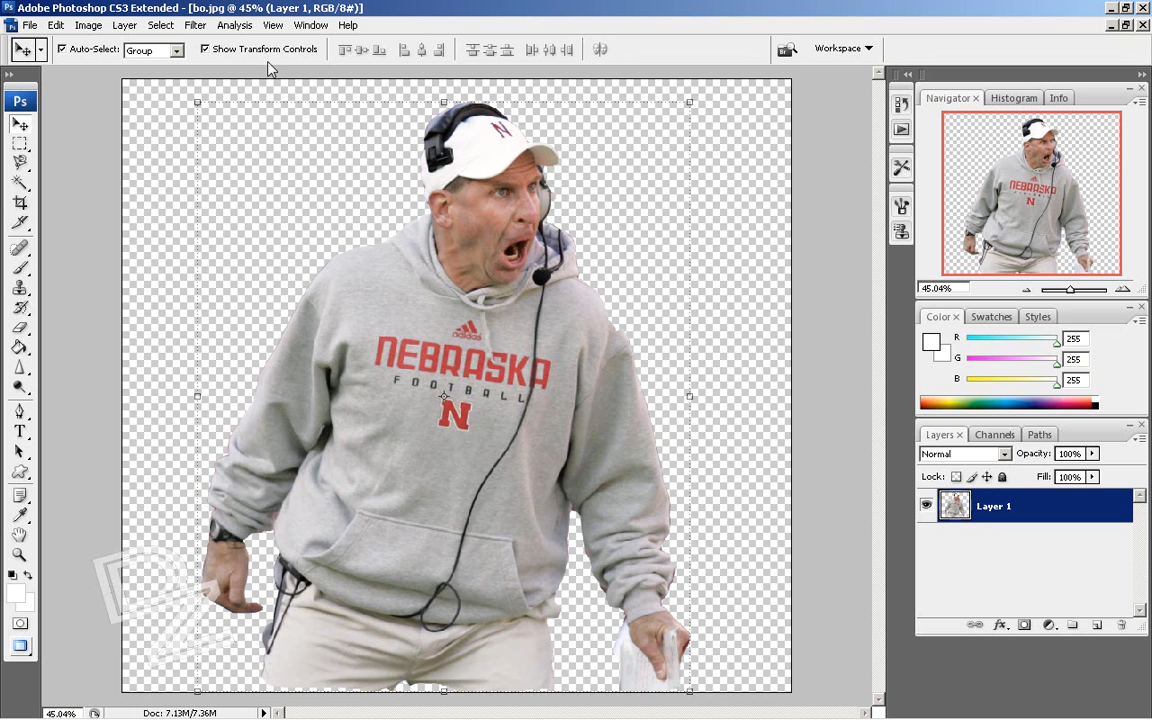 Adobe Photoshop CS3 Extended - [bo.jpg @ 45% (Layer 1, RGB/8#)]
File Edit Image Layer Select Filter Analysis View Window Help
Auto-Select: Group Show Transform Controls Workspace
Ps
Navigator Histogram Info
45.04%
Color Swatches Styles
R 255
G 255
B 255
Layers Channels Paths
Normal Opacity: 100%
Lock: Fill: 100%
Layer 1
N
adidas
NEBRASKA
FOOTBALL
N
T
DZ
45.04% Doc: 7.13M/7.36M